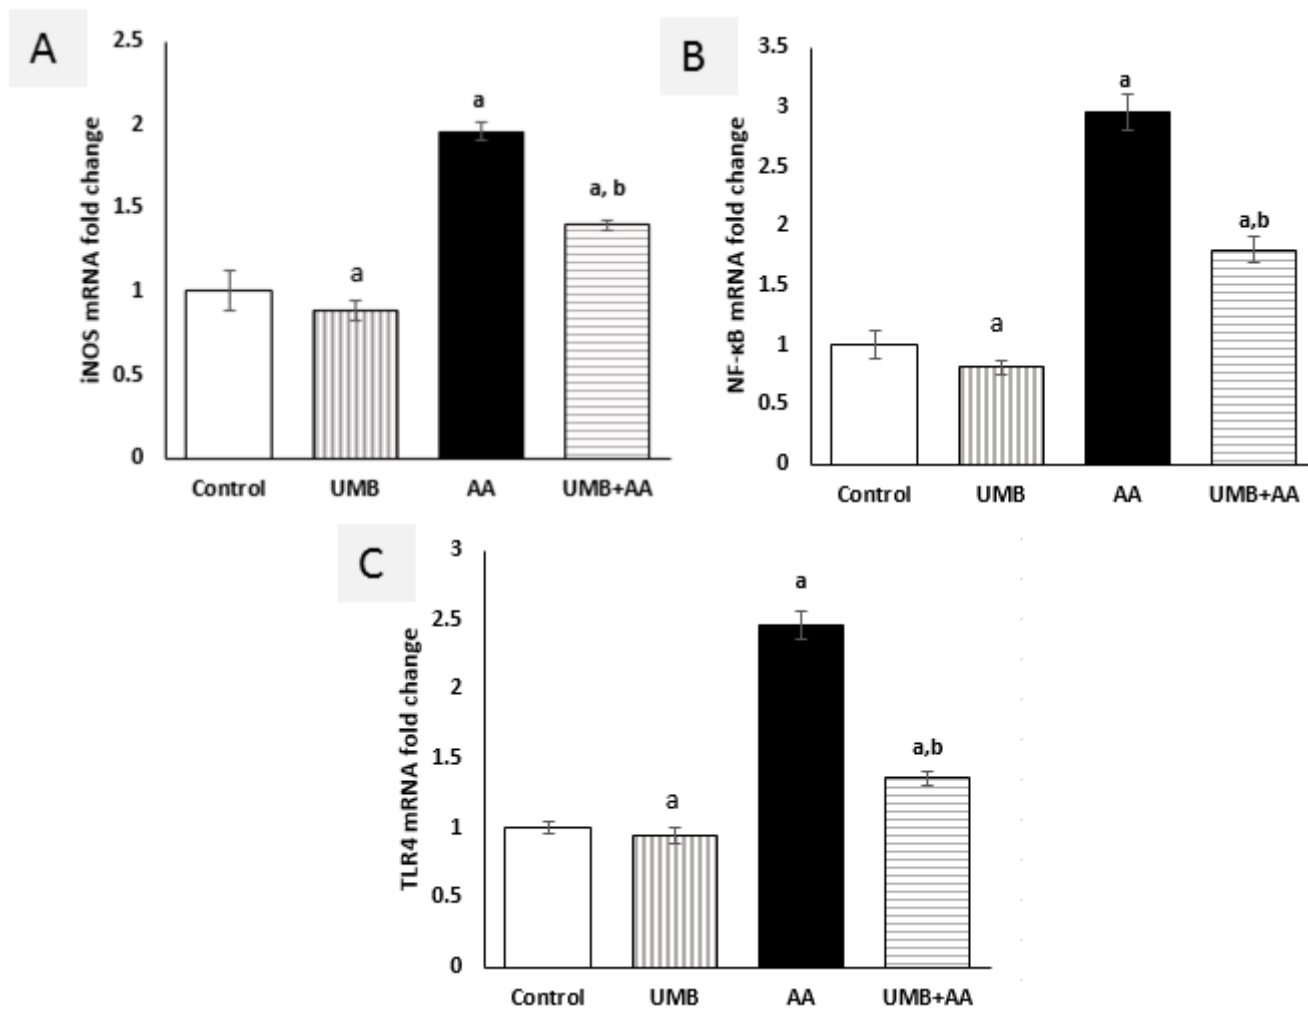 A
iNOS mRNA fold change
2.5
2
1.5
1
0.5
0
a
a
a, b
Control UMB AA UMB+AA
B
NF-κB mRNA fold change
3.5
3
2.5
2
1.5
1
0.5
0
a
a
a,b
Control UMB AA UMB+AA
C
TLR4 mRNA fold change
3
2.5
2
1.5
1
0.5
0
a
a
a,b
Control UMB AA UMB+AA